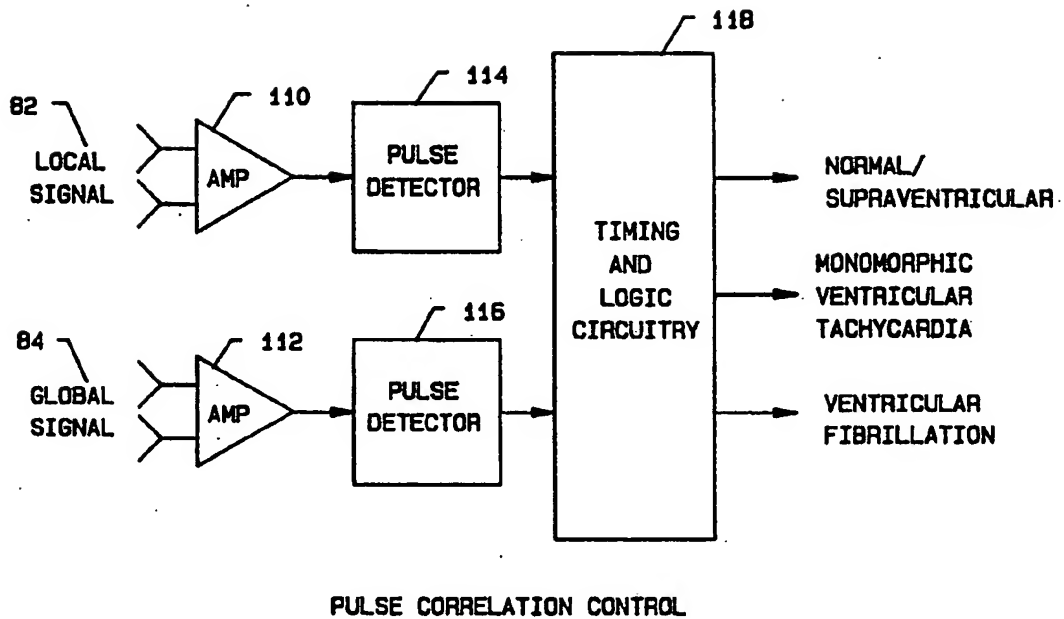 118
114
110
82
LOCAL
SIGNAL
AMP
PULSE
DETECTOR
NORMAL/
SUPRAVENTRICULAR
TIMING
AND
LOGIC
CIRCUITRY
MONOMORPHIC
VENTRICULAR
TACHYCARDIA
116
112
84
GLOBAL
SIGNAL
AMP
PULSE
DETECTOR
VENTRICULAR
FIBRILLATION
PULSE CORRELATION CONTROL